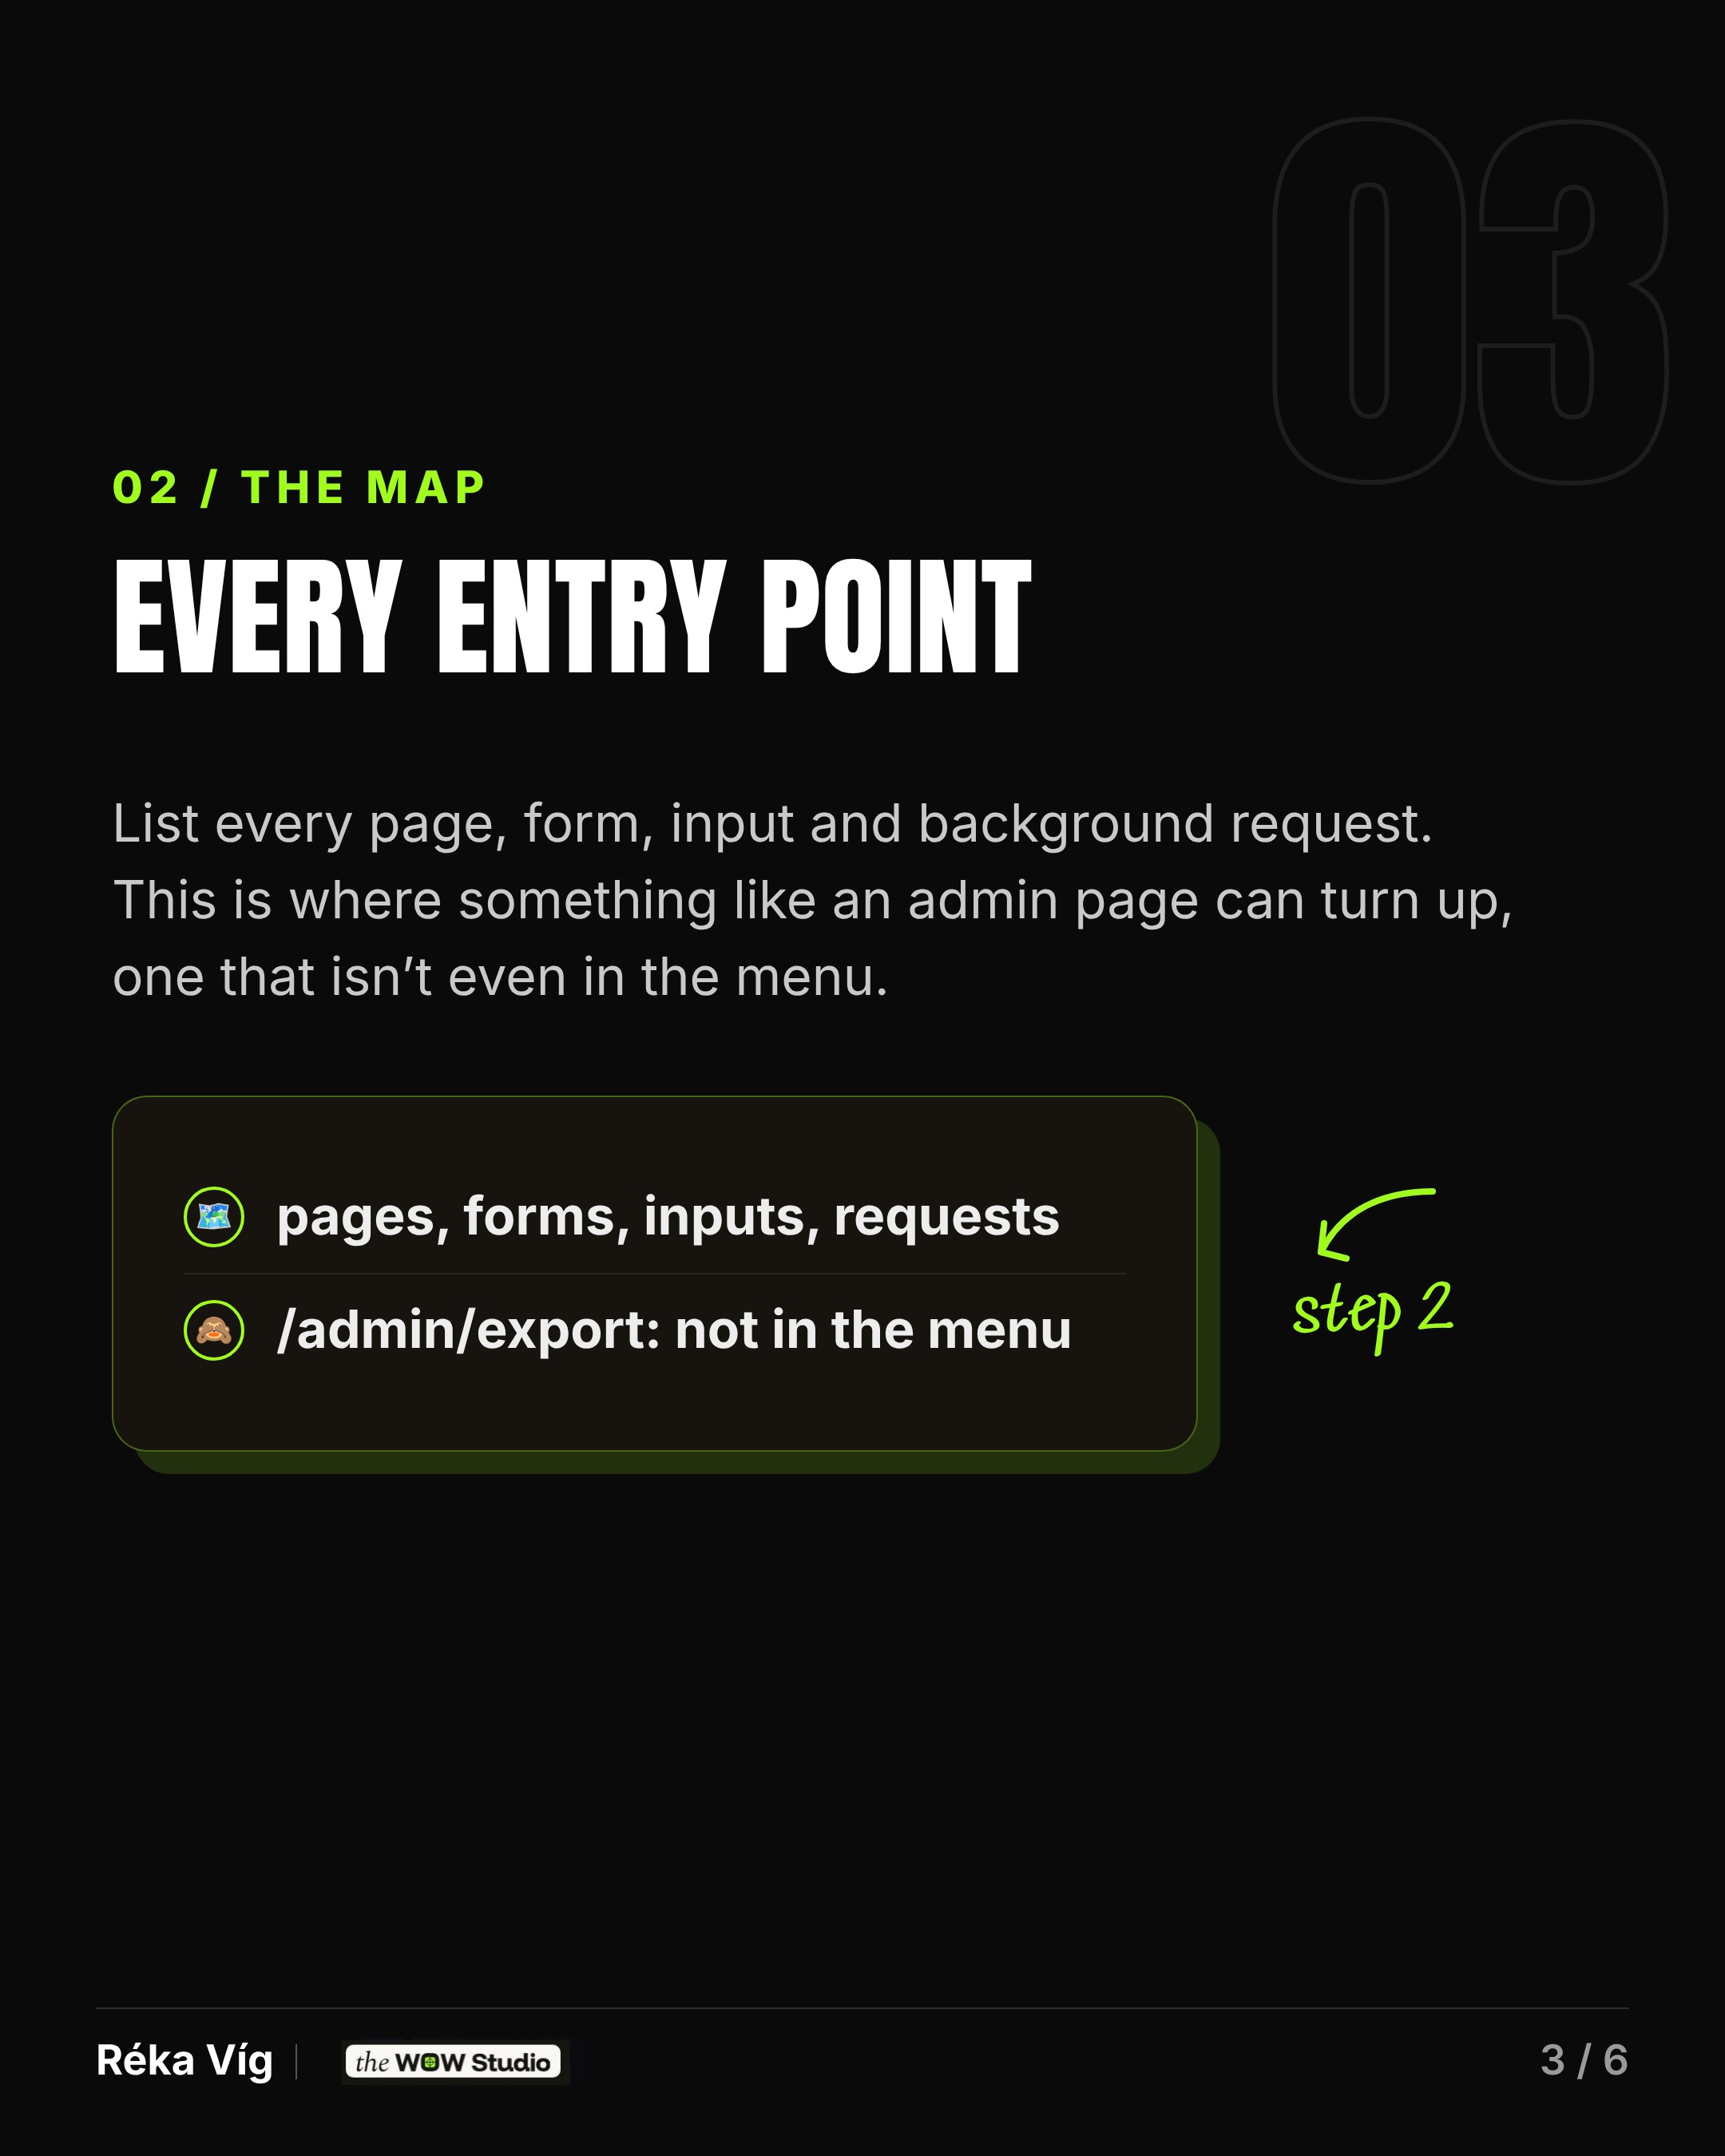 03
02 / THE MAP
EVERY ENTRY POINT
List every page, form, input and background request.
This is where something like an admin page can turn up,
one that isn’t even in the menu.
pages, forms, inputs, requests
/admin/export: not in the menu
step 2
Réka Víg
the WOW Studio
3 / 6